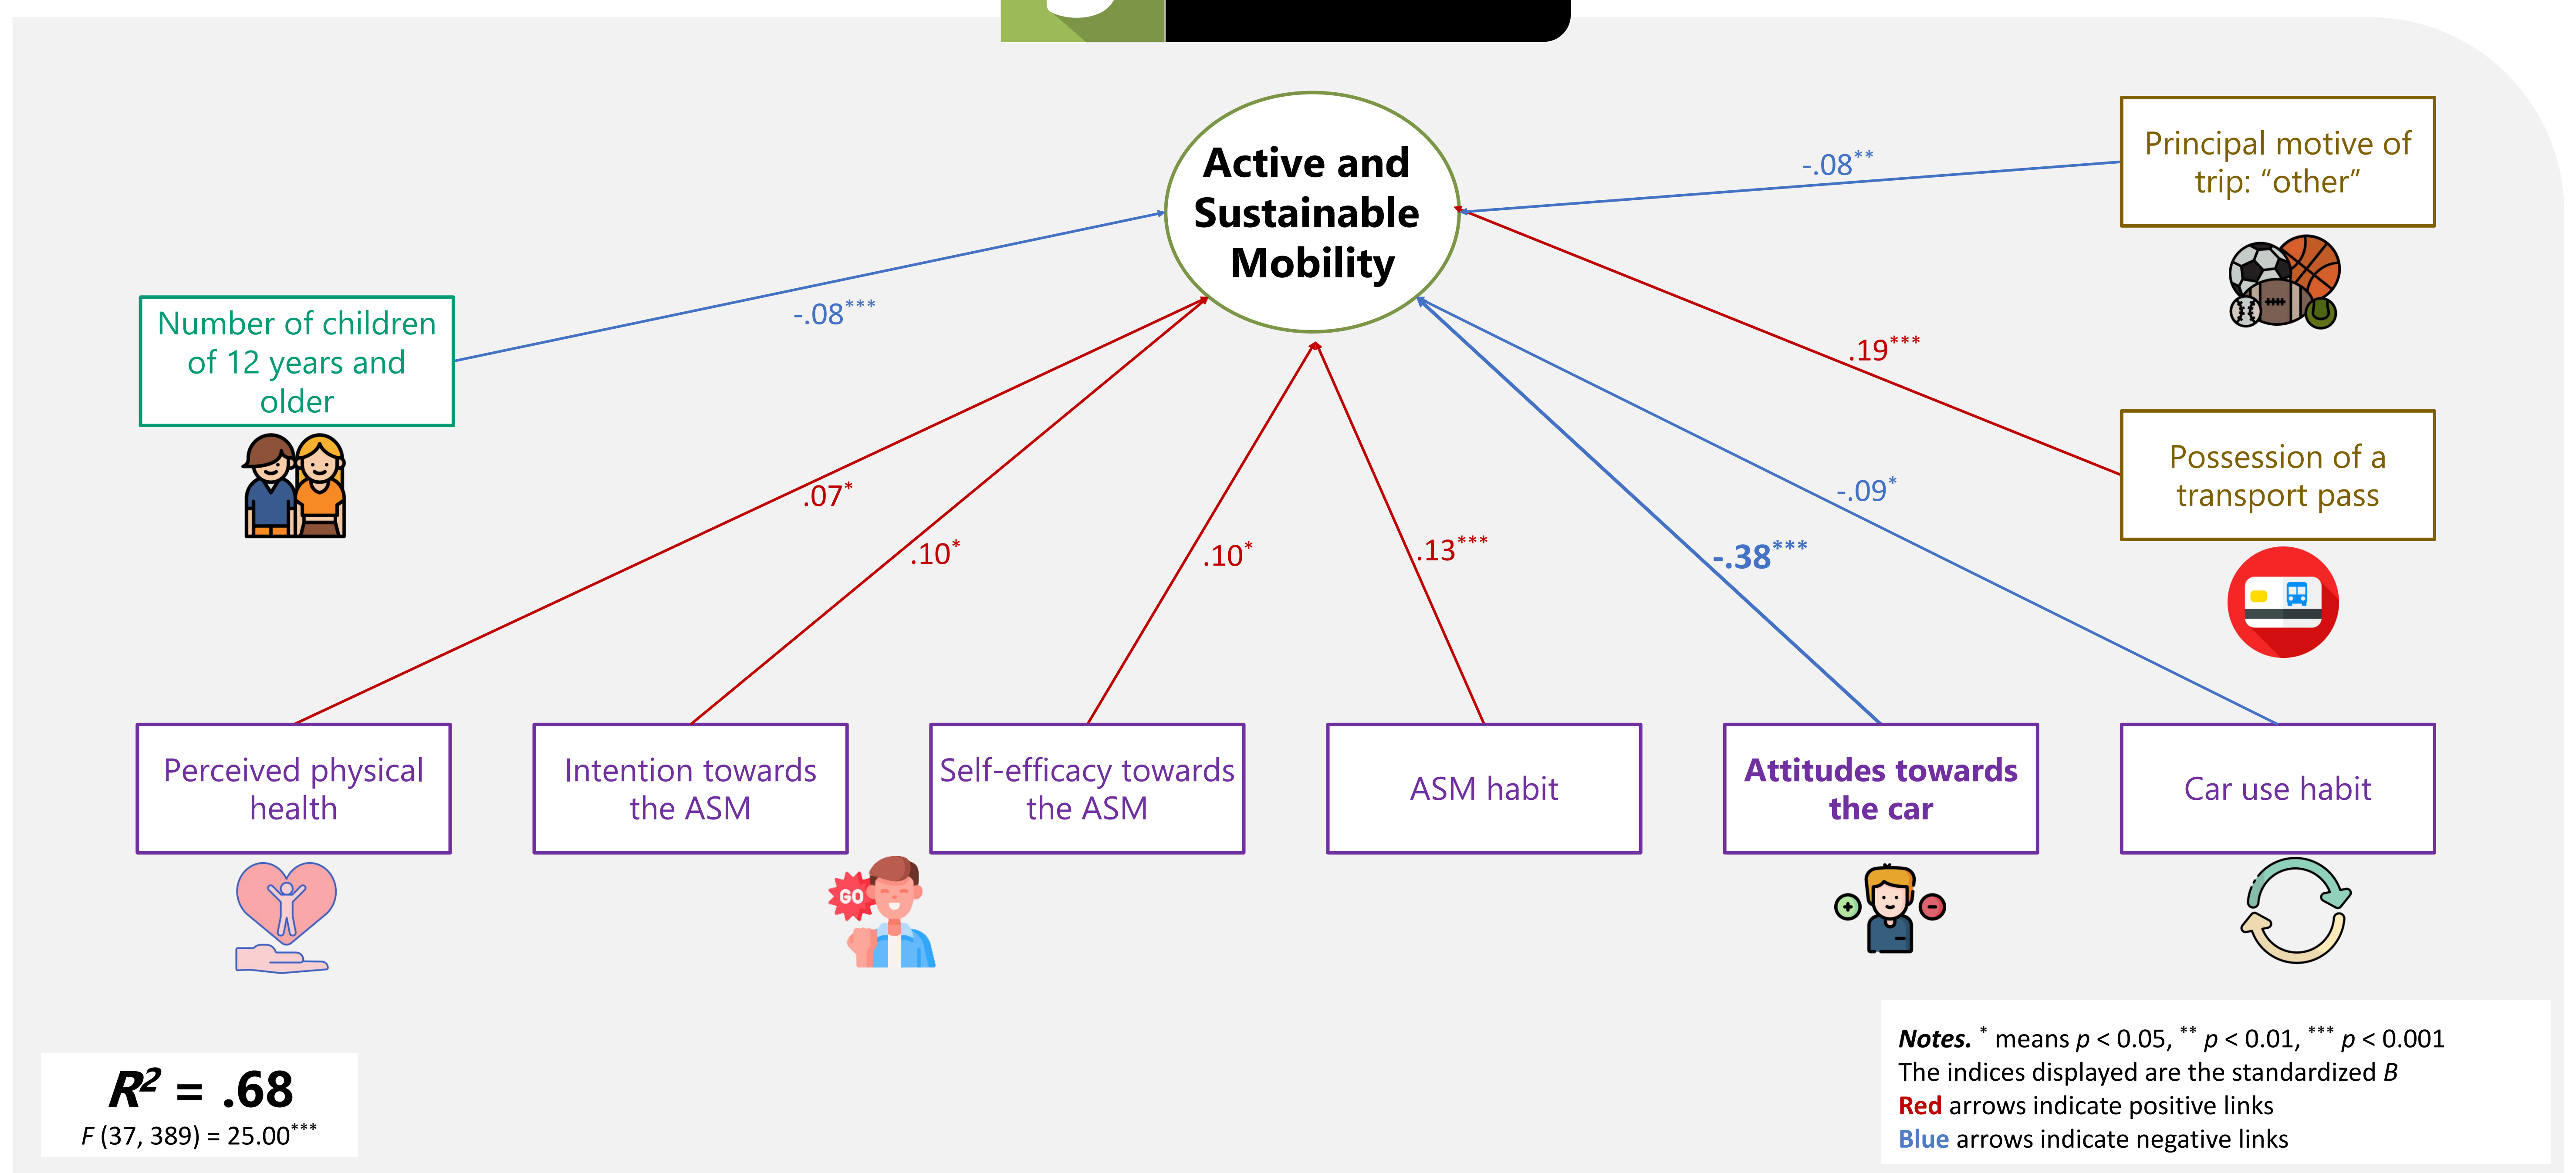 Active and
Sustainable
Mobility
Principal motive of
trip: “other”
-.08**
-.08***
Number of children
of 12 years and
older
.19***
Possession of a
transport pass
.07*
.10*
.10*
.13***
-.38***
-.09*
Perceived physical
health
Intention towards
the ASM
Self-efficacy towards
the ASM
ASM habit
Attitudes towards
the car
Car use habit
GO
R² = .68
F (37, 389) = 25.00***
Notes. * means p < 0.05, ** p < 0.01, *** p < 0.001
The indices displayed are the standardized B
Red arrows indicate positive links
Blue arrows indicate negative links